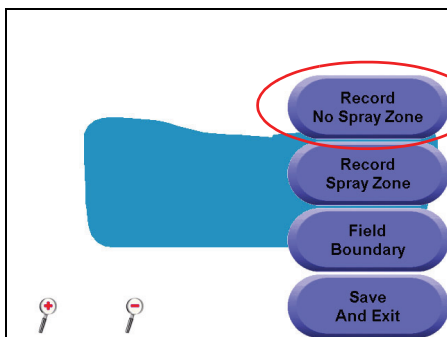 Record
No Spray Zone
Record
Spray Zone
Field
Boundary
Save
And Exit